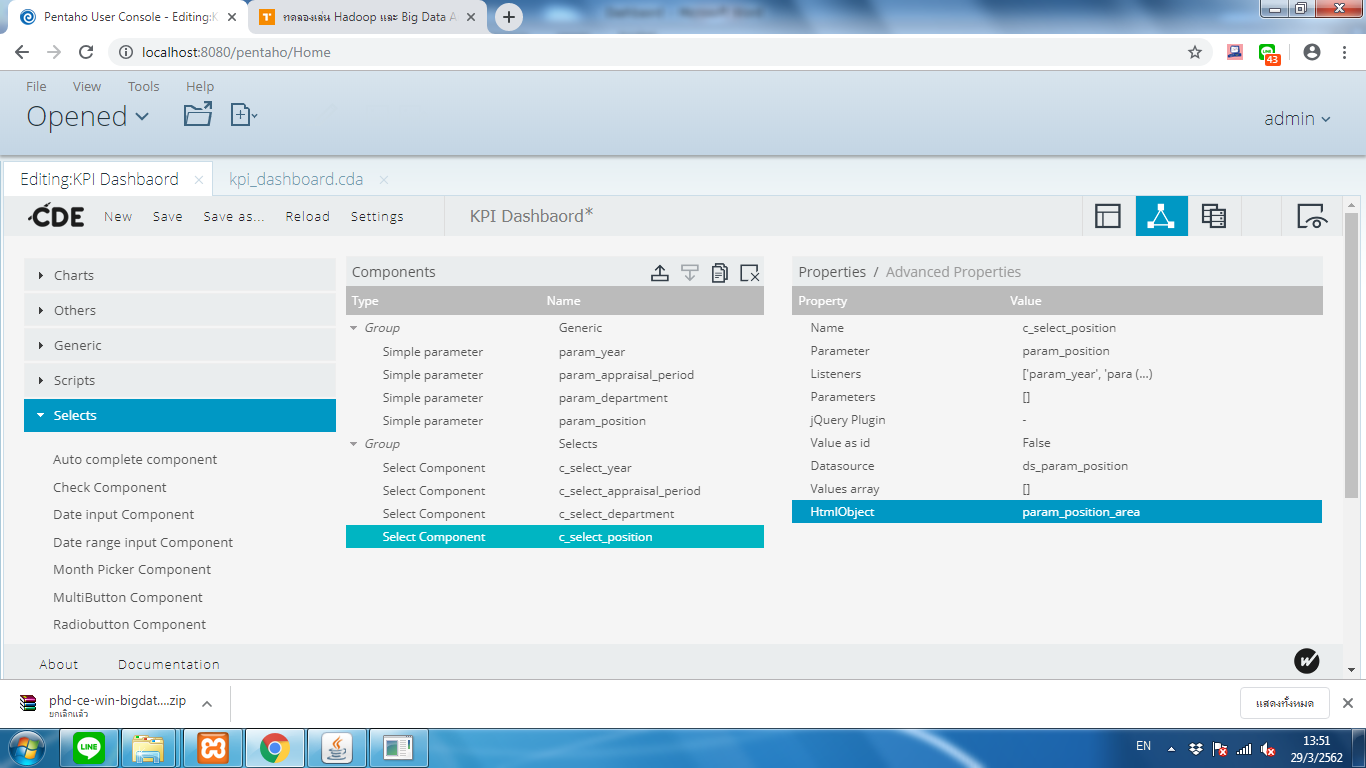 Pentaho User Console - Editing:K
ทดลองเล่น Hadoop และ Big Data A
localhost:8080/pentaho/Home
43
File View Tools Help
Opened
admin
Editing:KPI Dashbaord
kpi_dashboard.cda
CDE New Save Save as... Reload Settings
KPI Dashbaord*
Charts
Others
Generic
Scripts
Selects
Auto complete component
Check Component
Date input Component
Date range input Component
Month Picker Component
MultiButton Component
Radiobutton Component
Components
Type Name
Group Generic
Simple parameter param_year
Simple parameter param_appraisal_period
Simple parameter param_department
Simple parameter param_position
Group Selects
Select Component c_select_year
Select Component c_select_appraisal_period
Select Component c_select_department
Select Component c_select_position
Properties / Advanced Properties
Property Value
Name c_select_position
Parameter param_position
Listeners ['param_year', 'para (...)
Parameters []
jQuery Plugin -
Value as id False
Datasource ds_param_position
Values array []
HtmlObject param_position_area
About Documentation
phd-ce-win-bigdat....zip
ยกเลิกแล้ว
แสดงทั้งหมด
LINE
EN
13:51
29/3/2562